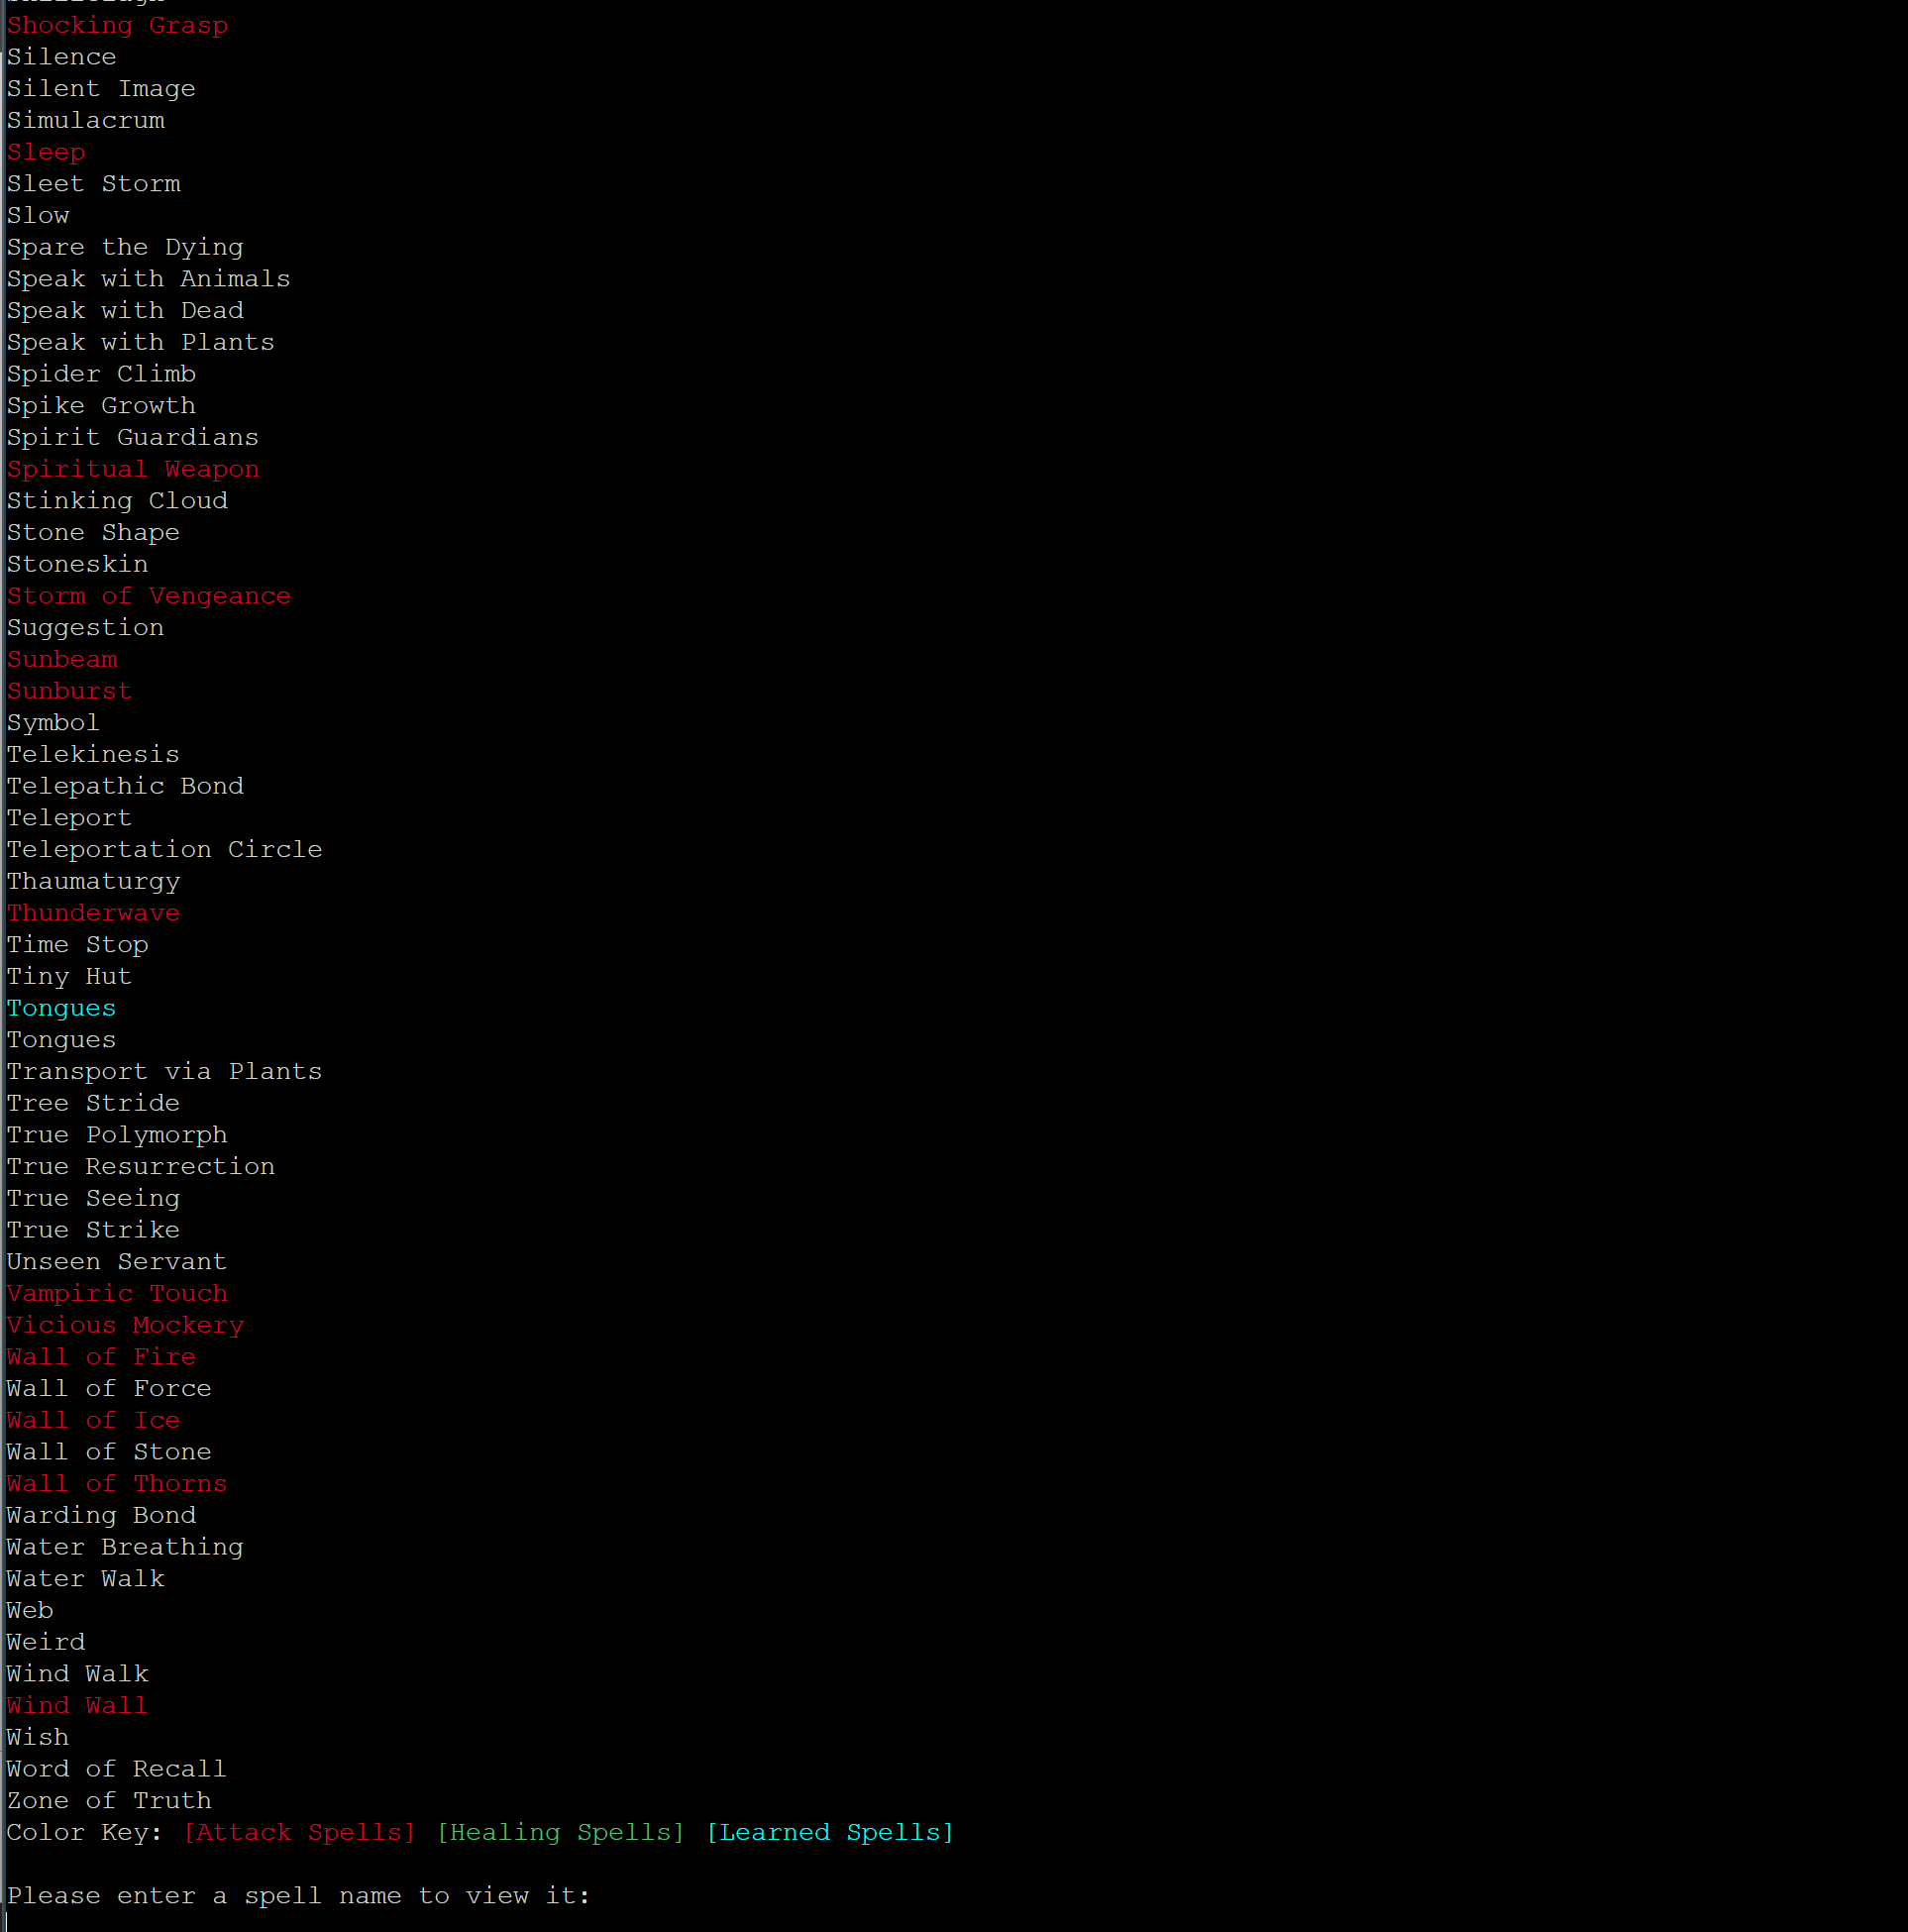 Shocking Grasp
Silence
Silent Image
Simulacrum
Sleep
Sleet Storm
Slow
Spare the Dying
Speak with Animals
Speak with Dead
Speak with Plants
Spider Climb
Spike Growth
Spirit Guardians
Spiritual Weapon
Stinking Cloud
Stone Shape
Stoneskin
Storm of Vengeance
Suggestion
Sunbeam
Sunburst
Symbol
Telekinesis
Telepathic Bond
Teleport
Teleportation Circle
Thaumaturgy
Thunderwave
Time Stop
Tiny Hut
Tongues
Tongues
Transport via Plants
Tree Stride
True Polymorph
True Resurrection
True Seeing
True Strike
Unseen Servant
Vampiric Touch
Vicious Mockery
Wall of Fire
Wall of Force
Wall of Ice
Wall of Stone
Wall of Thorns
Warding Bond
Water Breathing
Water Walk
Web
Weird
Wind Walk
Wind Wall
Wish
Word of Recall
Zone of Truth
Color Key: [Attack Spells] [Healing Spells] [Learned Spells]
Please enter a spell name to view it: